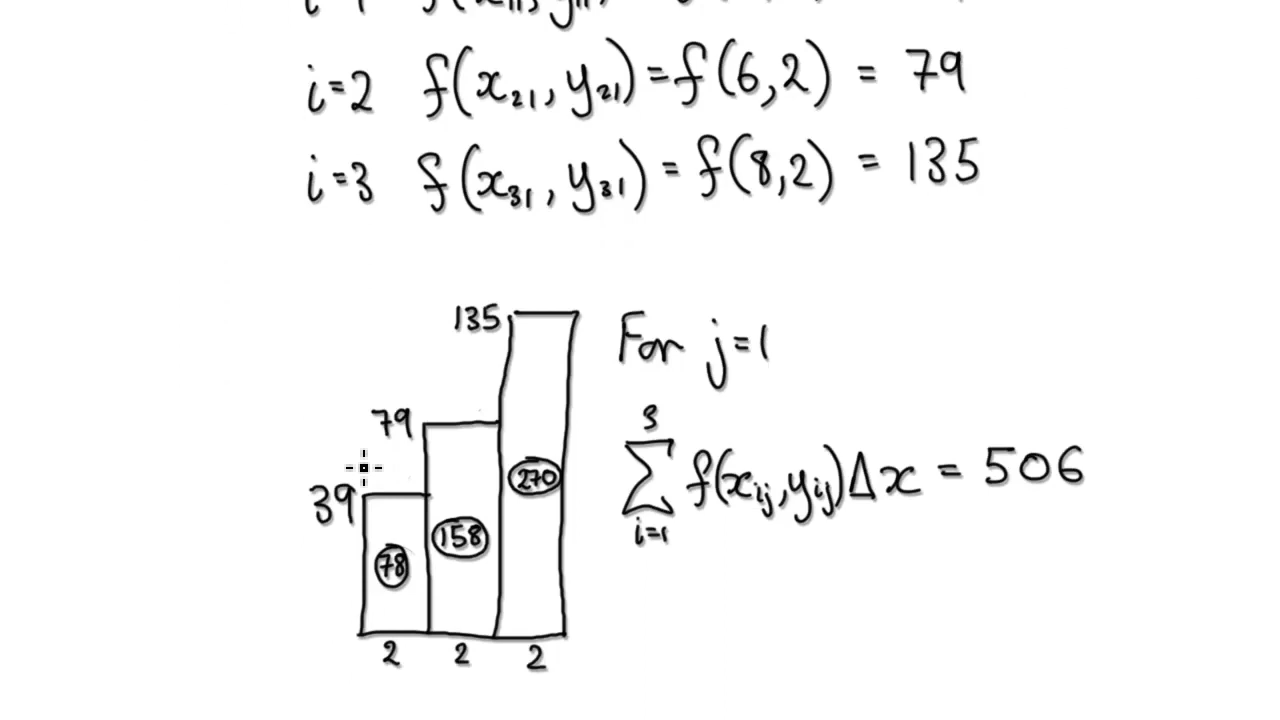 i=2 f(x₂₁, y₂₁) = f(6,2) = 79
i=3 f(x₃₁, y₃₁) = f(8,2) = 135
135
For j=1
79
3
∑ f(xᵢⱼ, yᵢⱼ)Δx = 506
i=1
39
270
158
78
2 2 2